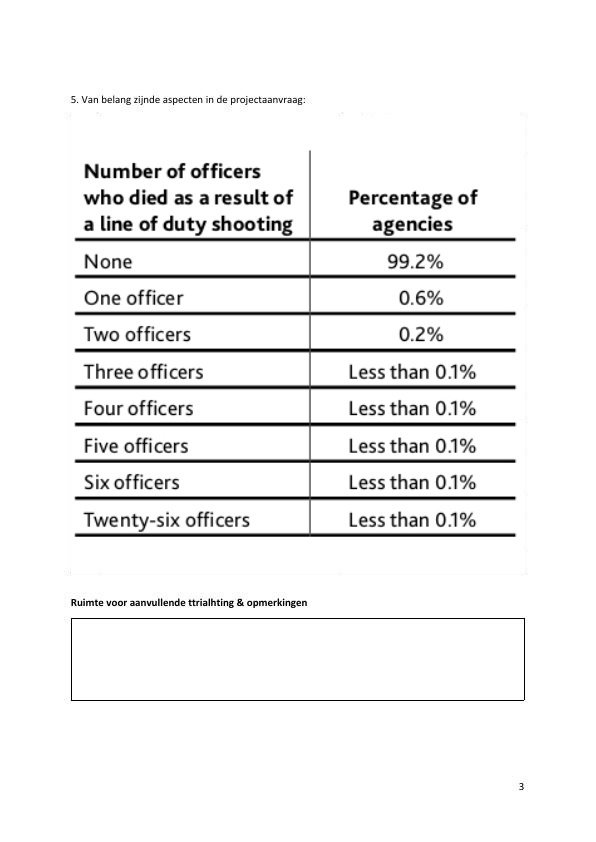 5. Van belang zijnde aspecten in de projectaanvraag:
Number of officers
who died as a result of
a line of duty shooting
Percentage of
agencies
None 99.2%
One officer 0.6%
Two officers 0.2%
Three officers Less than 0.1%
Four officers Less than 0.1%
Five officers Less than 0.1%
Six officers Less than 0.1%
Twenty-six officers Less than 0.1%
Ruimte voor aanvullende ttrialhting & opmerkingen
3